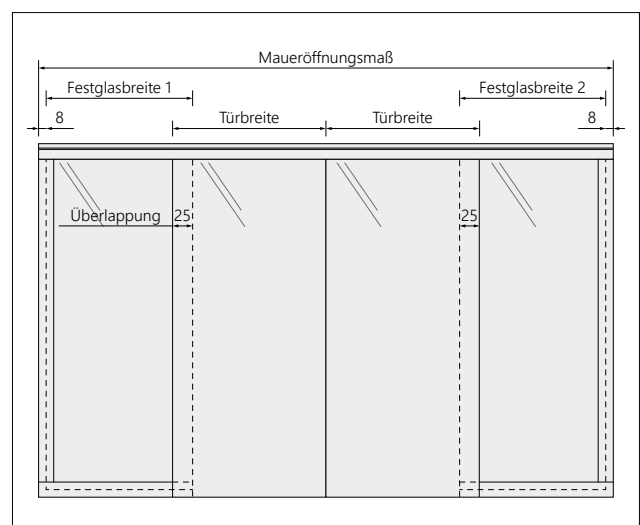 Maueröffnungsmaß
Festglasbreite 1 Festglasbreite 2
8 Türbreite Türbreite 8
Überlappung 25 25